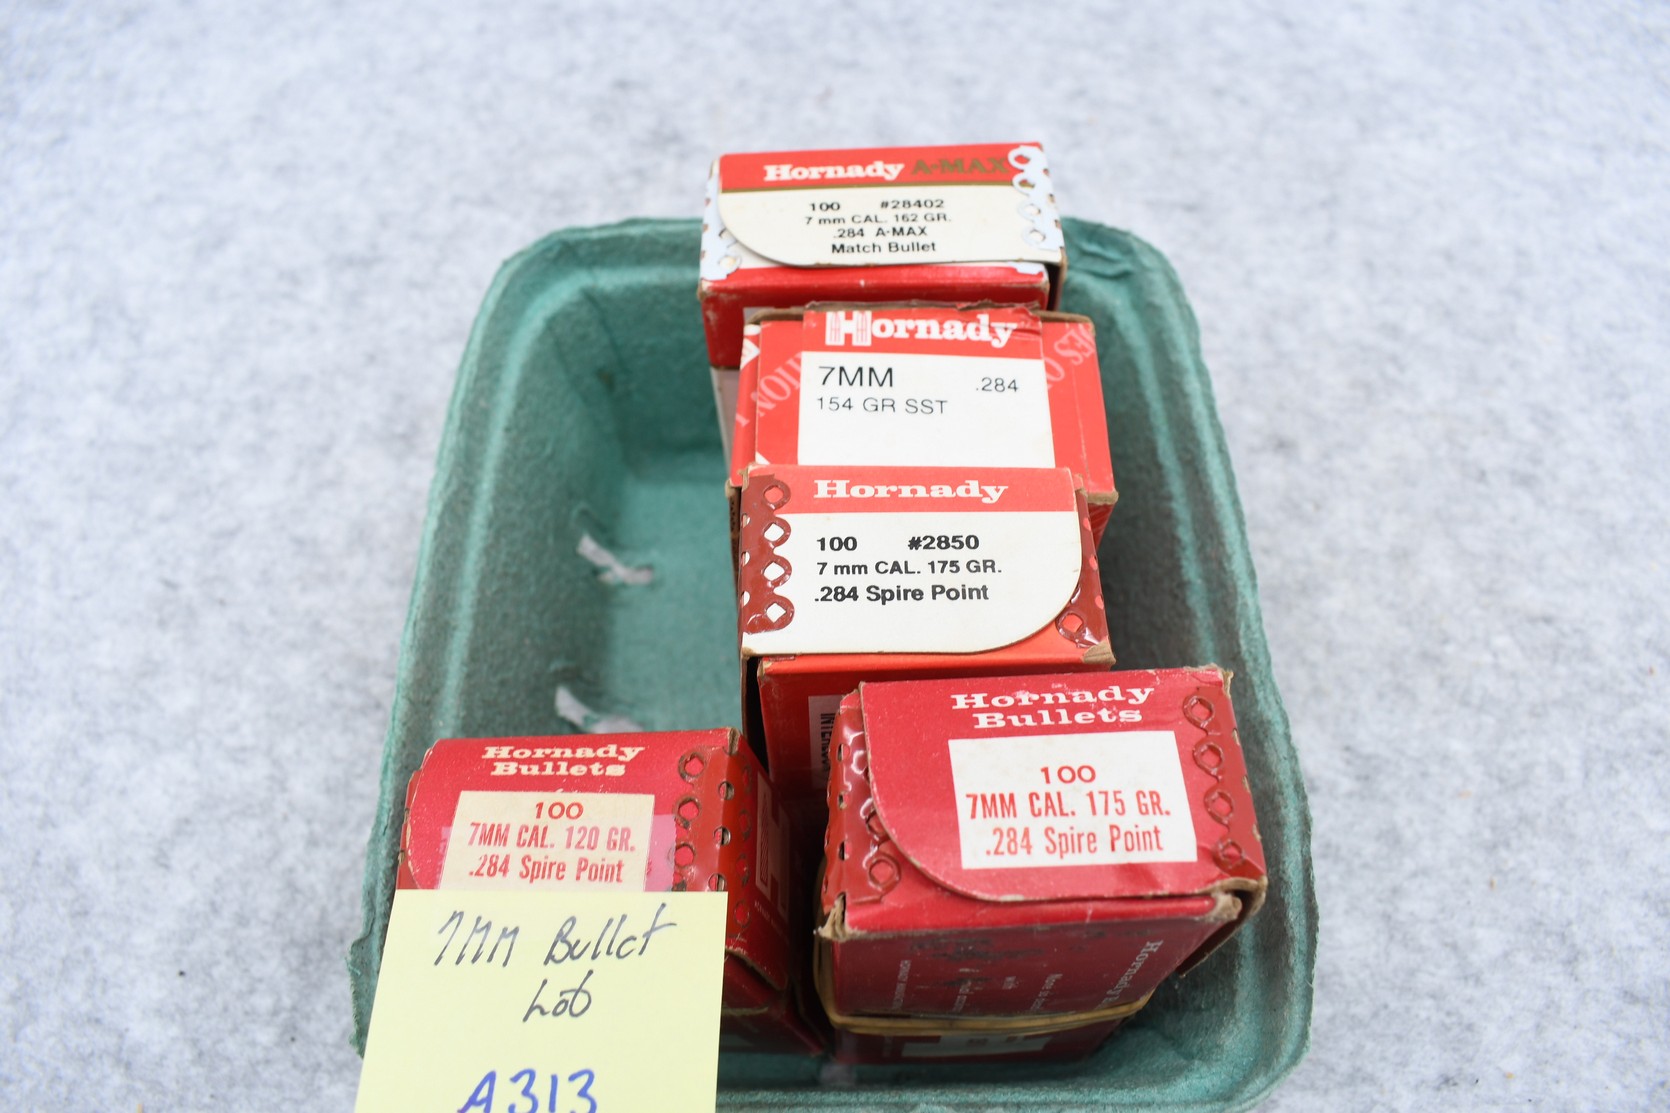 Hornady A-MAX
100 #28402
7 mm CAL. 162 GR.
.284 A-MAX
Match Bullet
Hornady
7MM .284
154 GR SST
Hornady
100 #2850
7 mm CAL. 175 GR.
.284 Spire Point
Hornady
Bullets
100
7MM CAL. 175 GR.
.284 Spire Point
Hornady
Bullets
100
7MM CAL. 120 GR.
.284 Spire Point
7MM Bullet
Lot
A313